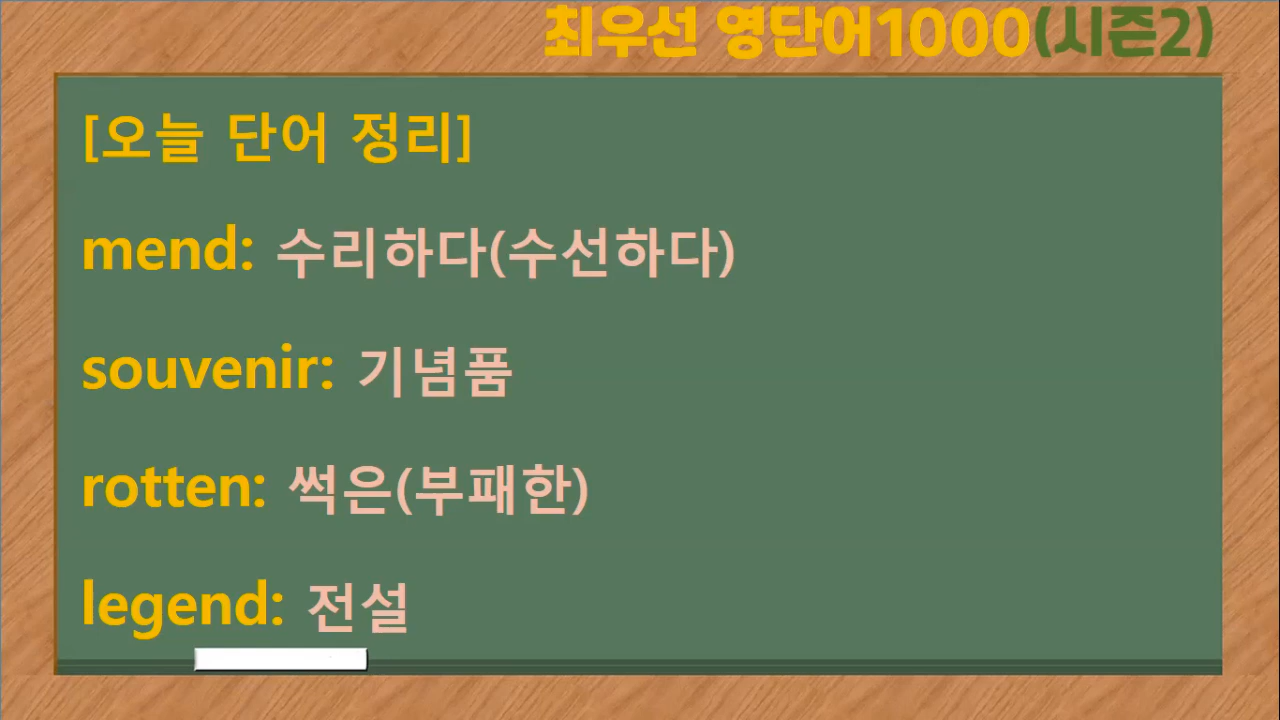 최우선 영단어1000(시즌2)
[오늘 단어 정리]
mend: 수리하다(수선하다)
souvenir: 기념품
rotten: 썩은(부패한)
legend: 전설